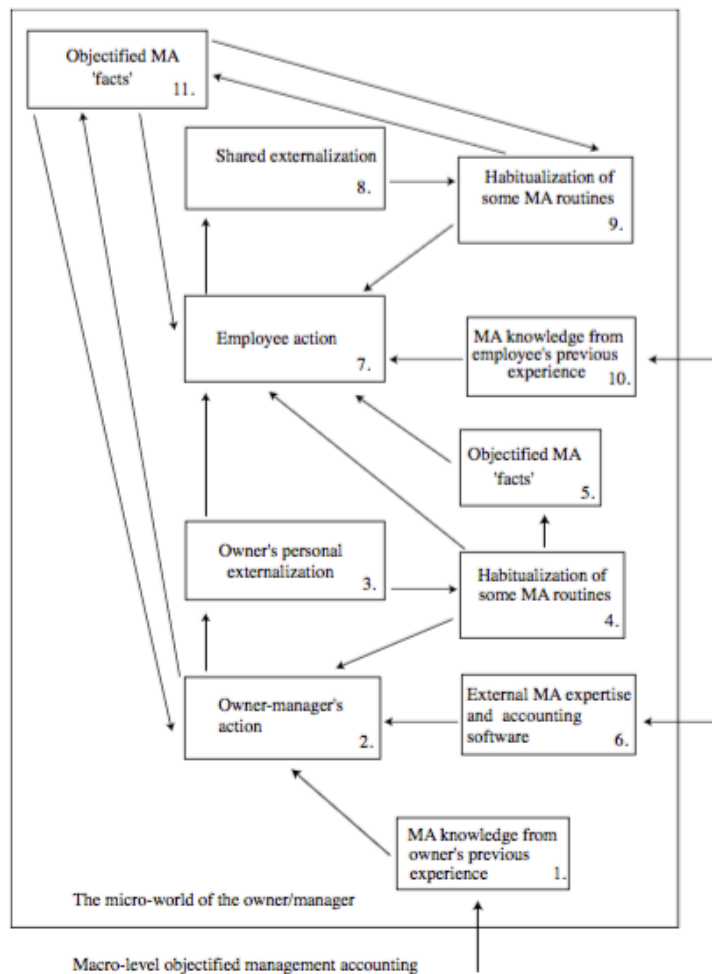 Objectified MA
'facts'
11.
Shared externalization
8.
Habitualization of
some MA routines
9.
Employee action
7.
MA knowledge from
employee's previous
experience
10.
Objectified MA
'facts'
5.
Owner's personal
externalization
3.
Habitualization of
some MA routines
4.
Owner-manager's
action
2.
External MA expertise
and accounting
software
6.
MA knowledge from
owner's previous
experience
1.
The micro-world of the owner/manager
Macro-level objectified management accounting